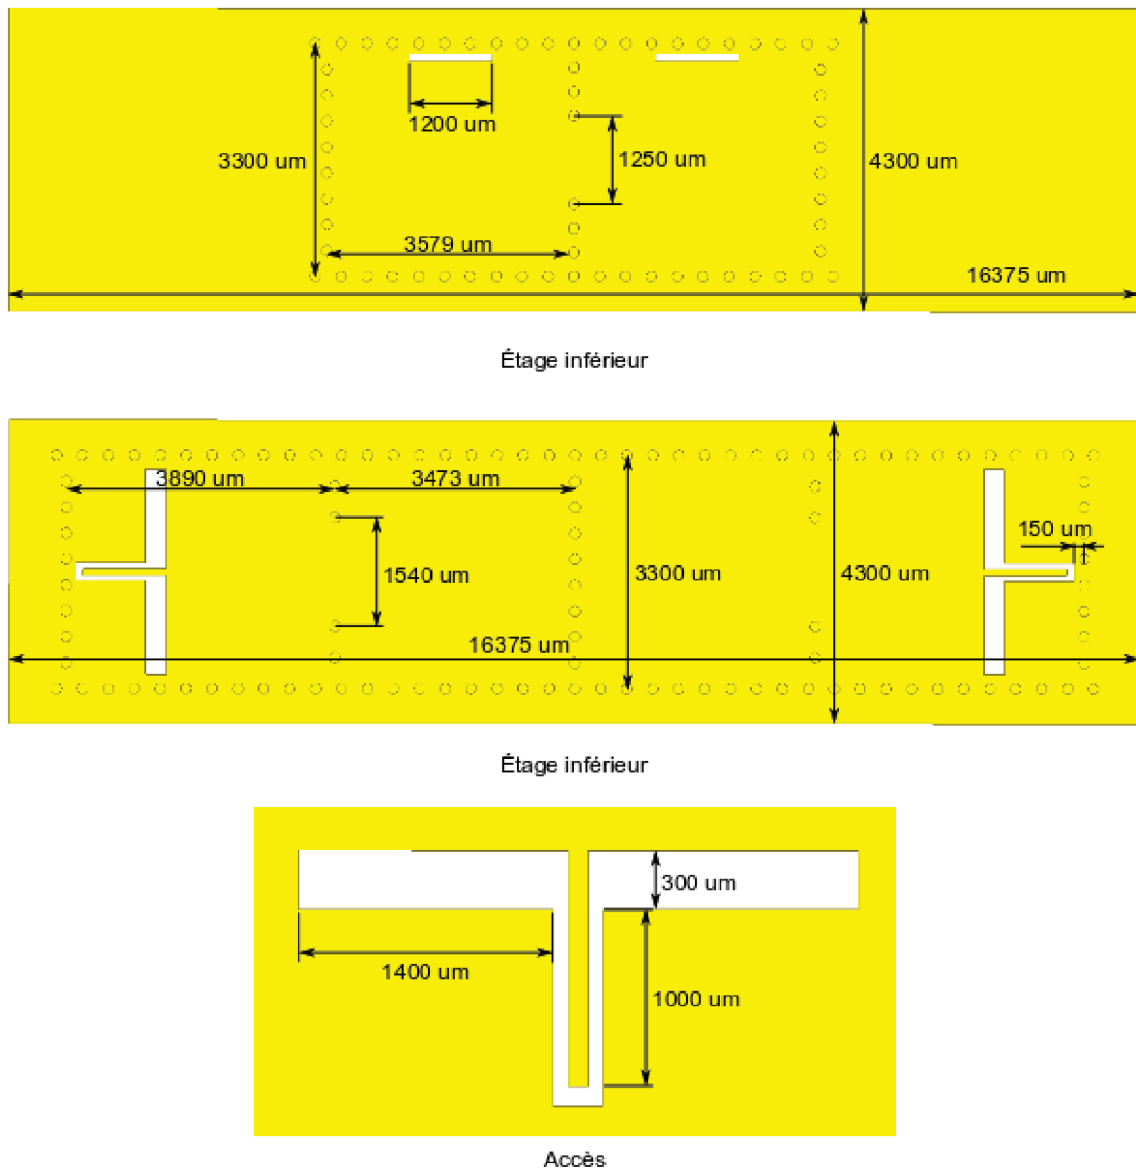 1200 um
3300 um
1250 um
4300 um
3579 um
16375 um
Étage inférieur
3890 um
3473 um
150 um
1540 um
3300 um
4300 um
16375 um
Étage inférieur
300 um
1400 um
1000 um
Accès